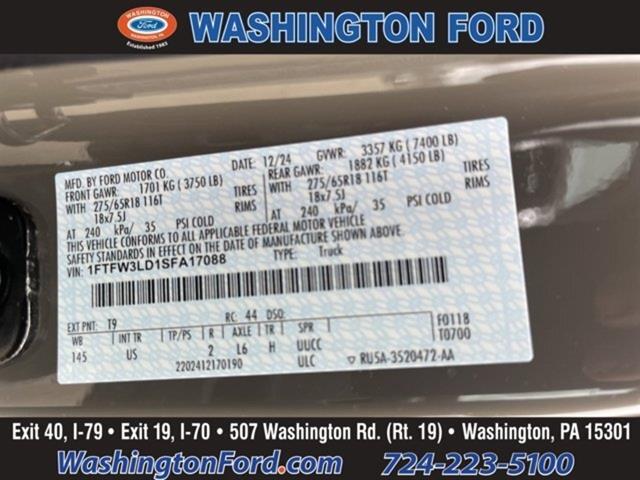 WASHINGTON FORD
WASHINGTON
Ford
WASHINGTON, PA
Established 1983
MFD. BY FORD MOTOR CO.
DATE: 12/24 GVWR: 3357 KG ( 7400 LB)
FRONT GAWR: 1701 KG ( 3750 LB) REAR GAWR: 1882 KG ( 4150 LB)
WITH 275/65R18 116T TIRES WITH 275/65R18 116T TIRES
18x7.5J RIMS 18x7.5J RIMS
AT 240 kPa/ 35 PSI COLD AT 240 kPa/ 35 PSI COLD
THIS VEHICLE CONFORMS TO ALL APPLICABLE FEDERAL MOTOR VEHICLE
SAFETY STANDARDS IN EFFECT ON THE DATE OF MANUFACTURE SHOWN ABOVE.
VIN: 1FTFW3LD1SFA17088 TYPE: Truck
EXT PNT: T9 RC: 44 DSO: F0118
WB INT TR TP/PS R AXLE TR SPR T0700
145 US 2 L6 H UUCC
2202412170190 ULC ▽ RU5A-3520472-AA
Exit 40, I-79 • Exit 19, I-70 • 507 Washington Rd. (Rt. 19) • Washington, PA 15301
WashingtonFord.com 724-223-5100